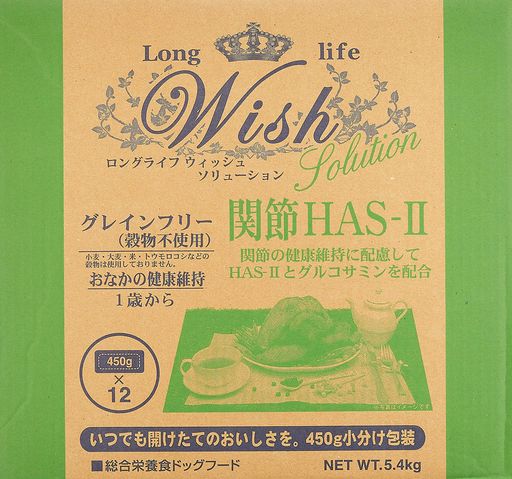 Long life
Wish
Solution
ロングライフ ウィッシュ
ソリューション
グレインフリー
（穀物不使用）
小麦・大麦・米・トウモロコシなどの
穀物は使用しておりません。
おなかの健康維持
1歳から
関節HAS-II
関節の健康維持に配慮して
HAS-IIとグルコサミンを配合
450g
×
12
※写真はイメージです
いつでも開けたてのおいしさを。450g小分け包装
■総合栄養食ドッグフード
NET WT.5.4kg